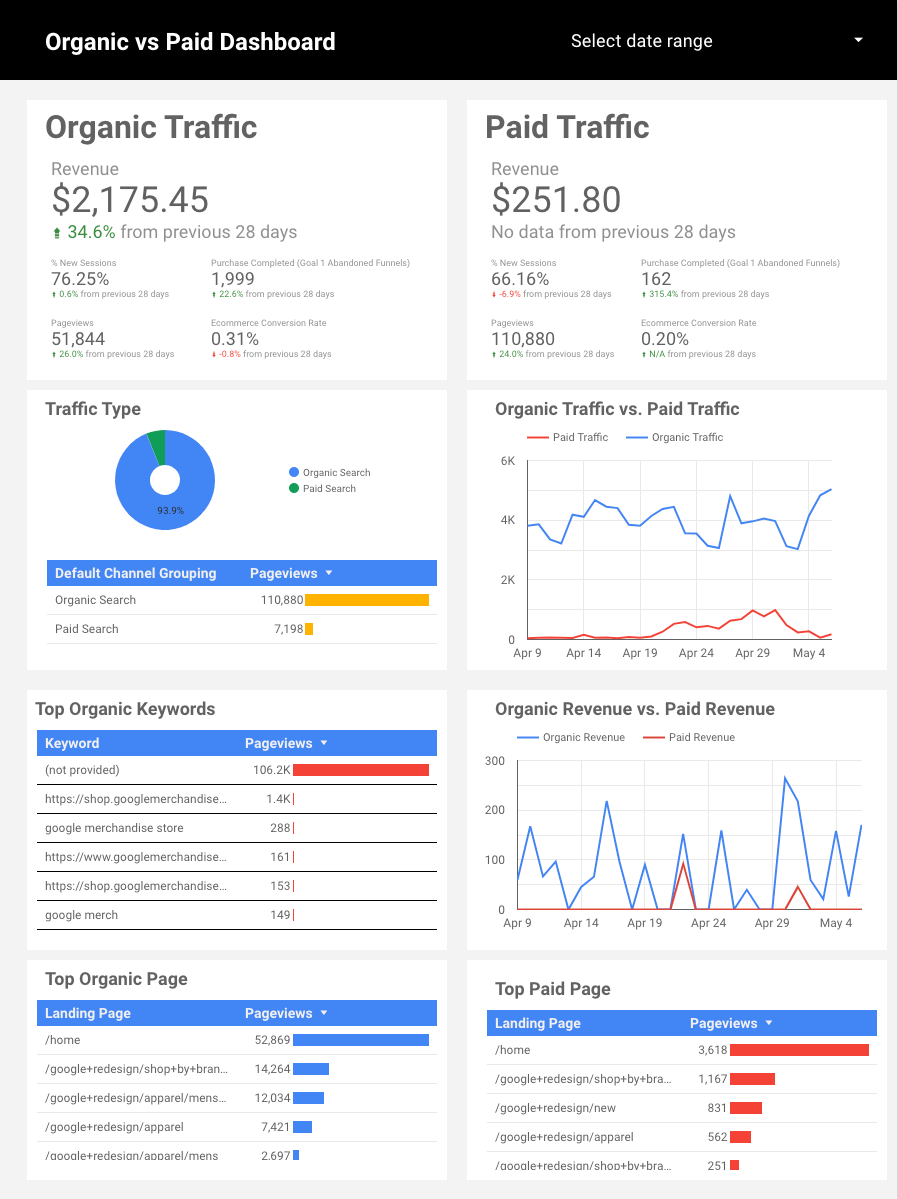 Organic vs Paid Dashboard
Select date range
Organic Traffic
Revenue
$2,175.45
34.6% from previous 28 days
% New Sessions
76.25%
0.6% from previous 28 days
Purchase Completed (Goal 1 Abandoned Funnels)
1,999
22.6% from previous 28 days
Pageviews
51,844
26.0% from previous 28 days
Ecommerce Conversion Rate
0.31%
-0.8% from previous 28 days
Paid Traffic
Revenue
$251.80
No data from previous 28 days
% New Sessions
66.16%
-6.9% from previous 28 days
Purchase Completed (Goal 1 Abandoned Funnels)
162
315.4% from previous 28 days
Pageviews
110,880
24.0% from previous 28 days
Ecommerce Conversion Rate
0.20%
N/A from previous 28 days
Traffic Type
93.9%
Organic Search
Paid Search
Default Channel Grouping Pageviews
Organic Search 110,880
Paid Search 7,198
Organic Traffic vs. Paid Traffic
Paid Traffic Organic Traffic
6K
4K
2K
0
Apr 9 Apr 14 Apr 19 Apr 24 Apr 29 May 4
Top Organic Keywords
Keyword Pageviews
(not provided) 106.2K
https://shop.googlemerchandise... 1.4K
google merchandise store 288
https://www.googlemerchandise... 161
https://shop.googlemerchandise... 153
google merch 149
Organic Revenue vs. Paid Revenue
Organic Revenue Paid Revenue
300
200
100
0
Apr 9 Apr 14 Apr 19 Apr 24 Apr 29 May 4
Top Organic Page
Landing Page Pageviews
/home 52,869
/google+redesign/shop+by+bran... 14,264
/google+redesign/apparel/mens... 12,034
/google+redesign/apparel 7,421
/google+redesign/apparel/mens 2,697
Top Paid Page
Landing Page Pageviews
/home 3,618
/google+redesign/shop+by+bra... 1,167
/google+redesign/new 831
/google+redesign/apparel 562
/google+redesign/shop+by+bra... 251